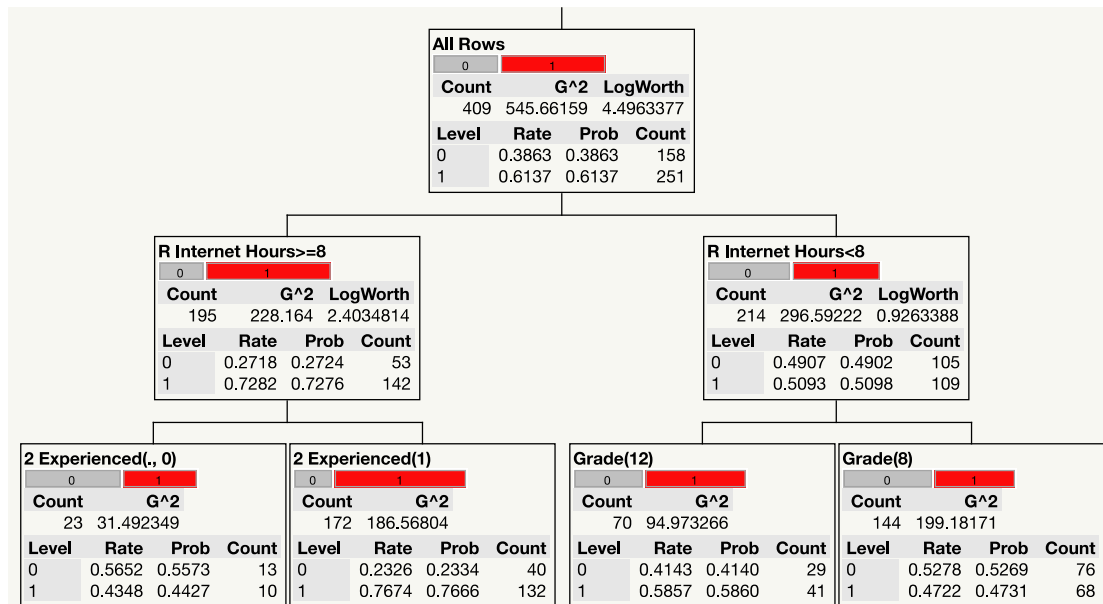 All Rows
0 1
Count G^2 LogWorth
409 545.66159 4.4963377
Level Rate Prob Count
0 0.3863 0.3863 158
1 0.6137 0.6137 251
R Internet Hours>=8
0 1
Count G^2 LogWorth
195 228.164 2.4034814
Level Rate Prob Count
0 0.2718 0.2724 53
1 0.7282 0.7276 142
R Internet Hours<8
0 1
Count G^2 LogWorth
214 296.59222 0.9263388
Level Rate Prob Count
0 0.4907 0.4902 105
1 0.5093 0.5098 109
2 Experienced(., 0)
0 1
Count G^2
23 31.492349
Level Rate Prob Count
0 0.5652 0.5573 13
1 0.4348 0.4427 10
2 Experienced(1)
0 1
Count G^2
172 186.56804
Level Rate Prob Count
0 0.2326 0.2334 40
1 0.7674 0.7666 132
Grade(12)
0 1
Count G^2
70 94.973266
Level Rate Prob Count
0 0.4143 0.4140 29
1 0.5857 0.5860 41
Grade(8)
0 1
Count G^2
144 199.18171
Level Rate Prob Count
0 0.5278 0.5269 76
1 0.4722 0.4731 68